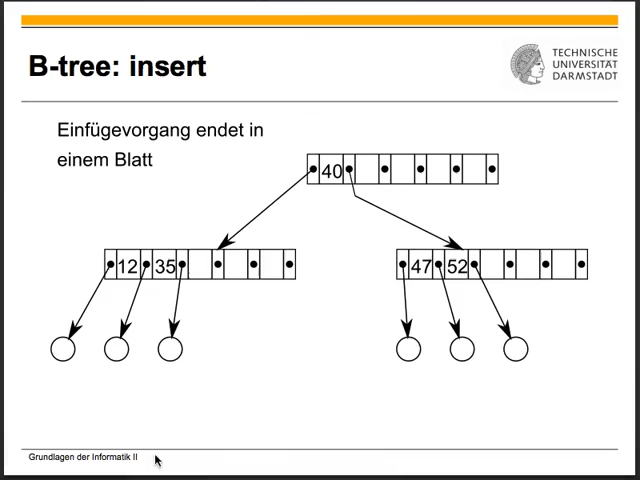 B-tree: insert
TECHNISCHE
UNIVERSITÄT
DARMSTADT
Einfügevorgang endet in
einem Blatt
40
12 35
47 52
Grundlagen der Informatik II